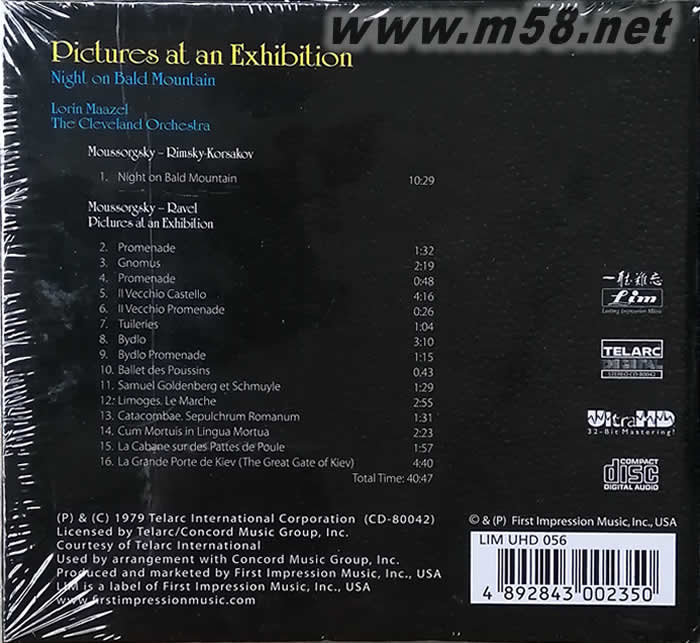 www.m58.net
Pictures at an Exhibition
Night on Bald Mountain
Lorin Maazel
The Cleveland Orchestra
Moussorgsky – Rimsky-Korsakov
1. Night on Bald Mountain 10:29
Moussorgsky – Ravel
Pictures at an Exhibition
2. Promenade 1:32
3. Gnomus 2:19
4. Promenade 0:48
5. Il Vecchio Castello 4:16
6. Il Vecchio Promenade 0:26
7. Tuileries 1:04
8. Bydlo 3:10
9. Bydlo Promenade 1:15
10. Ballet des Poussins 0.43
11. Samuel Goldenberg et Schmuyle 1:29
12: Limoges. Le Marche 2:55
13. Catacombae. Sepulchrum Romanum 1:31
14. Cum Mortuis in Lingua Mortua 2:23
15. La Cabane sur des Pattes de Poule 1:57
16. La Grande Porte de Kiev (The Great Gate of Kiev) 4:40
Total Time: 40:47
一聽難忘
Lim
Lasting Impression Music
TELARC
DIGITAL
STEREO CD-80042
UltraHD
32-Bit Mastering!
COMPACT
disc
DIGITAL AUDIO
(P) & (C) 1979 Telarc International Corporation (CD-80042)
Licensed by Telarc/Concord Music Group, Inc.
Courtesy of Telarc International
Used by arrangement with Concord Music Group, Inc.
Produced and marketed by First Impression Music, Inc., USA
LIM is a label of First Impression Music, Inc., USA
www.firstimpressionmusic.com
© & (P) First Impression Music, Inc., USA
LIM UHD 056
4 892843 002350